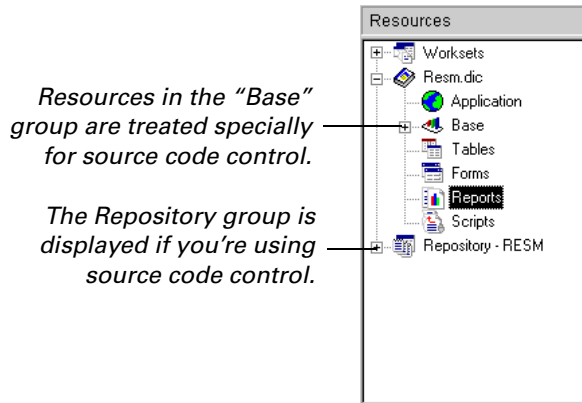 Resources
Worksets
Resm.dic
Application
Base
Tables
Forms
Reports
Scripts
Repository - RESM
Resources in the “Base”
group are treated specially
for source code control.
The Repository group is
displayed if you’re using
source code control.